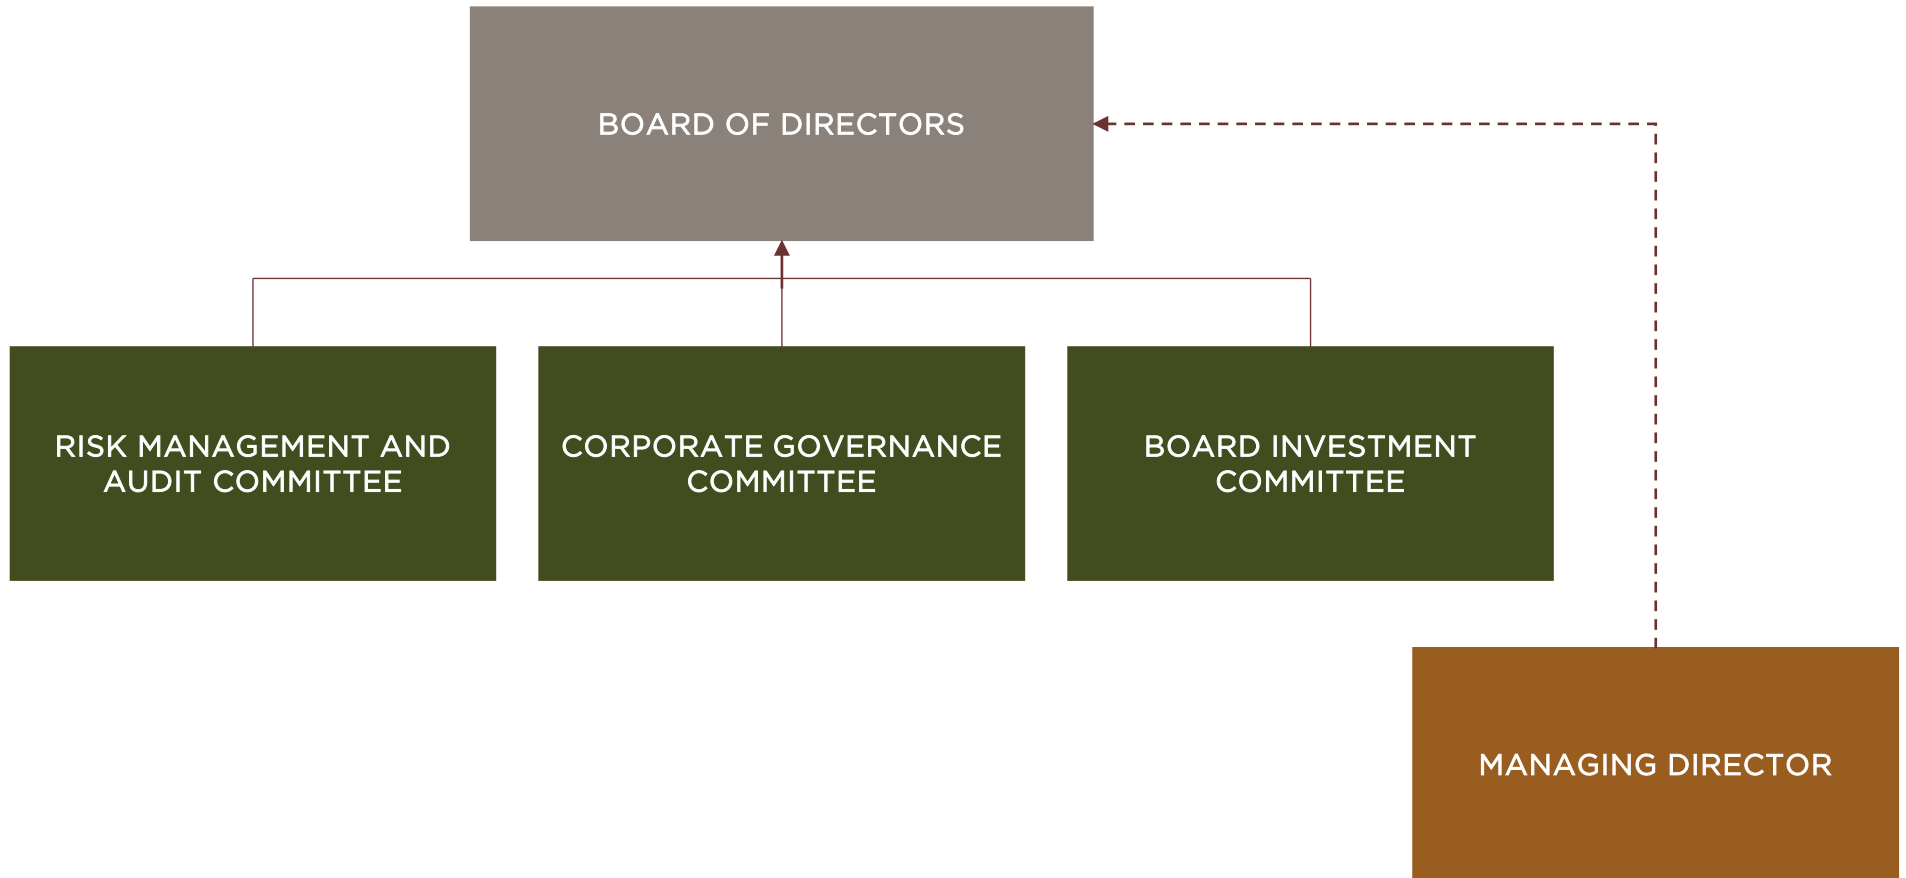 BOARD OF DIRECTORS
RISK MANAGEMENT AND
AUDIT COMMITTEE
CORPORATE GOVERNANCE
COMMITTEE
BOARD INVESTMENT
COMMITTEE
MANAGING DIRECTOR